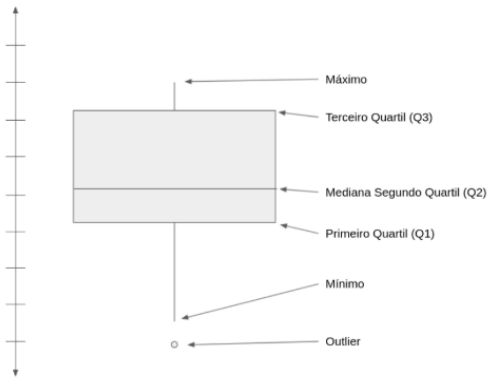 Máximo
Terceiro Quartil (Q3)
Mediana Segundo Quartil (Q2)
Primeiro Quartil (Q1)
Mínimo
Outlier